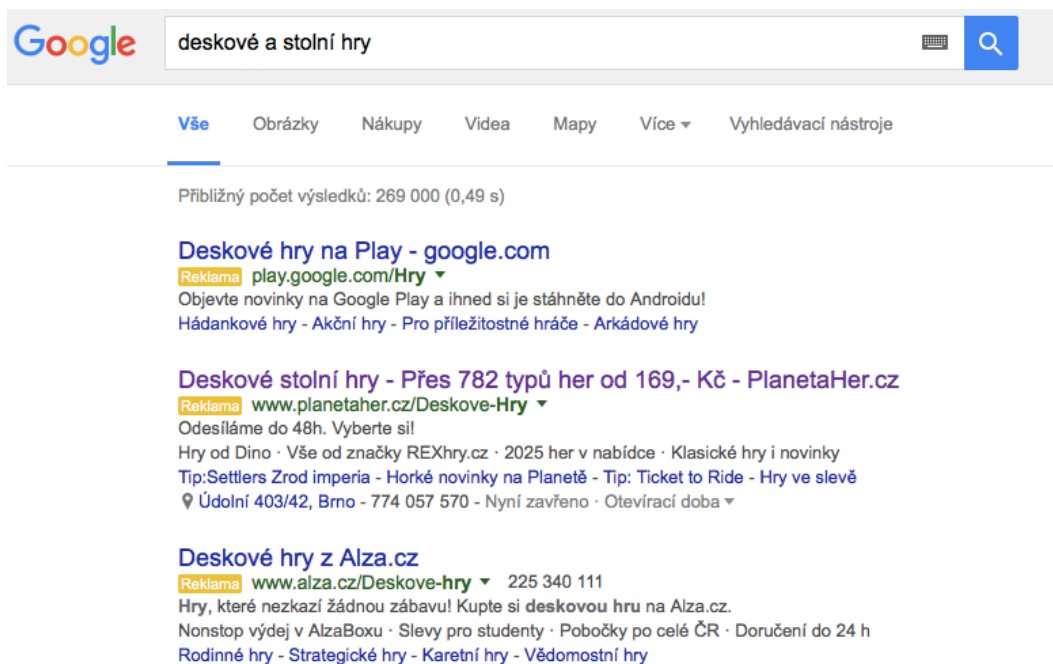 Google deskové a stolní hry
Vše Obrázky Nákupy Videa Mapy Více Vyhledávací nástroje
Přibližný počet výsledků: 269 000 (0,49 s)
Deskové hry na Play - google.com
Reklama play.google.com/Hry
Objevte novinky na Google Play a ihned si je stáhněte do Androidu!
Hádankové hry - Akční hry - Pro příležitostné hráče - Arkádové hry
Deskové stolní hry - Přes 782 typů her od 169,- Kč - PlanetaHer.cz
Reklama www.planetaher.cz/Deskove-Hry
Odesíláme do 48h. Vyberte si!
Hry od Dino · Vše od značky REXhry.cz · 2025 her v nabídce · Klasické hry i novinky
Tip:Settlers Zrod imperia - Horké novinky na Planetě - Tip: Ticket to Ride - Hry ve slevě
Údolní 403/42, Brno - 774 057 570 - Nyní zavřeno · Otevírací doba
Deskové hry z Alza.cz
Reklama www.alza.cz/Deskove-hry 225 340 111
Hry, které nezkazí žádnou zábavu! Kupte si deskovou hru na Alza.cz.
Nonstop výdej v AlzaBoxu · Slevy pro studenty · Pobočky po celé ČR · Doručení do 24 h
Rodinné hry - Strategické hry - Karetní hry - Vědomostní hry